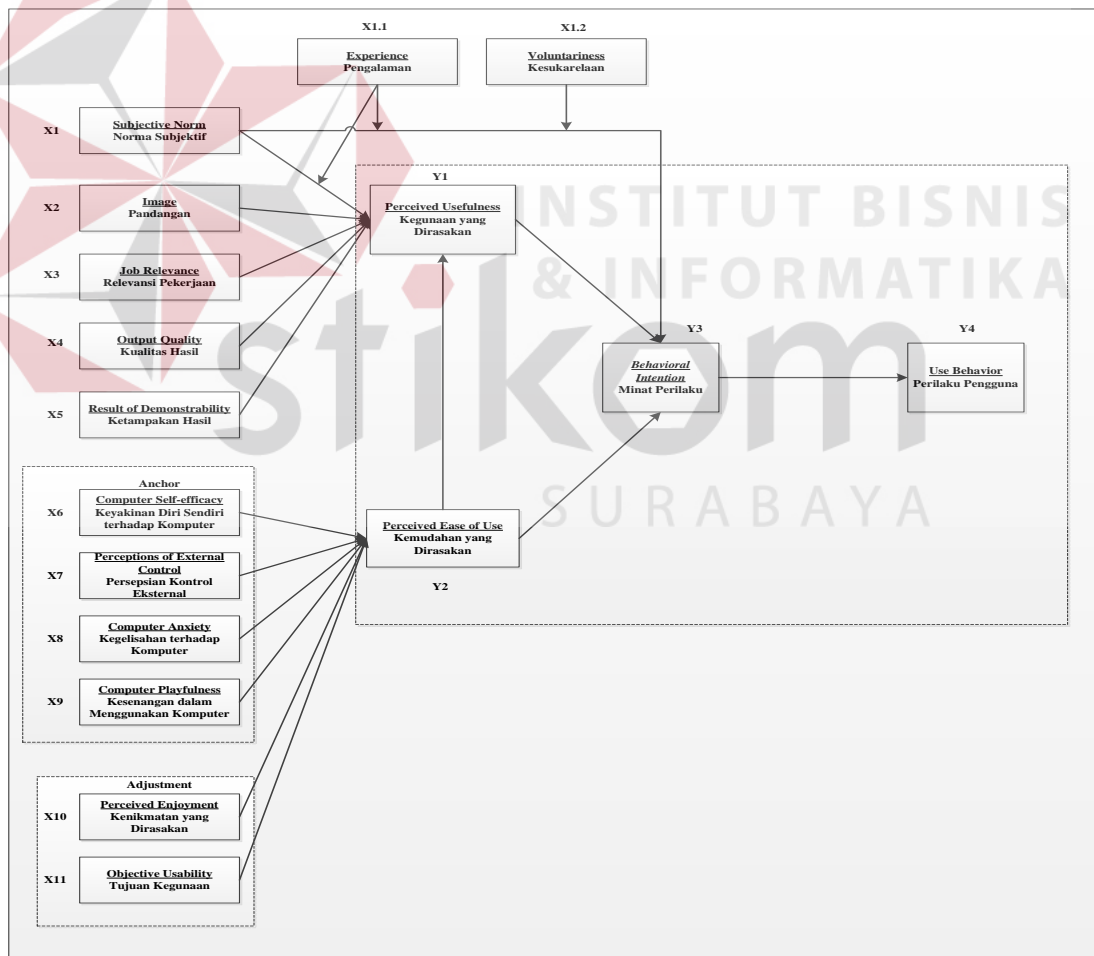 X1.1
X1.2
Experience
Pengalaman
Voluntariness
Kesukarelaan
X1
Subjective Norm
Norma Subjektif
X2
Image
Pandangan
X3
Job Relevance
Relevansi Pekerjaan
X4
Output Quality
Kualitas Hasil
X5
Result of Demonstrability
Ketampakan Hasil
Y1
Perceived Usefulness
Kegunaan yang
Dirasakan
Y3
Behavioral
Intention
Minat Perilaku
Y4
Use Behavior
Perilaku Pengguna
Anchor
X6
Computer Self-efficacy
Keyakinan Diri Sendiri
terhadap Komputer
X7
Perceptions of External
Control
Persepsian Kontrol
Eksternal
X8
Computer Anxiety
Kegelisahan terhadap
Komputer
X9
Computer Playfulness
Kesenangan dalam
Menggunakan Komputer
Perceived Ease of Use
Kemudahan yang
Dirasakan
Y2
Adjustment
X10
Perceived Enjoyment
Kenikmatan yang
Dirasakan
X11
Objective Usability
Tujuan Kegunaan
INSTITUT BISNIS
& INFORMATIKA
stikom
SURABAYA